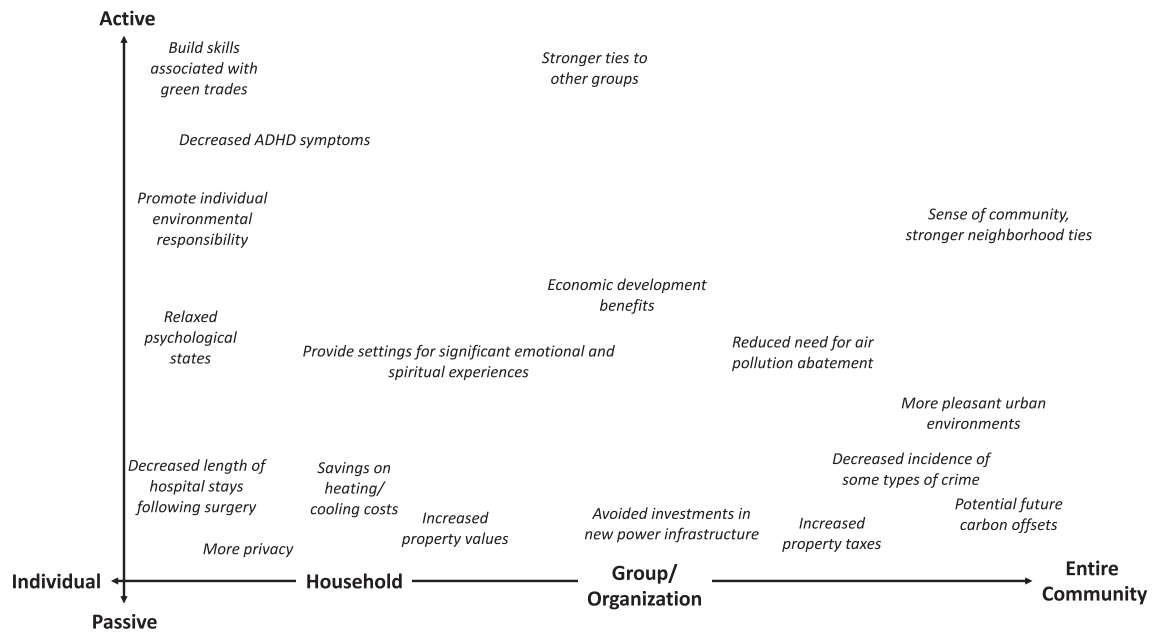 Active
Build skills
associated with
green trades
Stronger ties to
other groups
Decreased ADHD symptoms
Promote individual
environmental
responsibility
Sense of community,
stronger neighborhood ties
Economic development
benefits
Relaxed
psychological
states
Provide settings for significant emotional and
spiritual experiences
Reduced need for air
pollution abatement
More pleasant urban
environments
Decreased length of
hospital stays
following surgery
Savings on
heating/
cooling costs
Decreased incidence of
some types of crime
Increased
property values
Avoided investments in
new power infrastructure
Increased
property taxes
Potential future
carbon offsets
More privacy
Individual
Household
Group/
Organization
Entire
Community
Passive